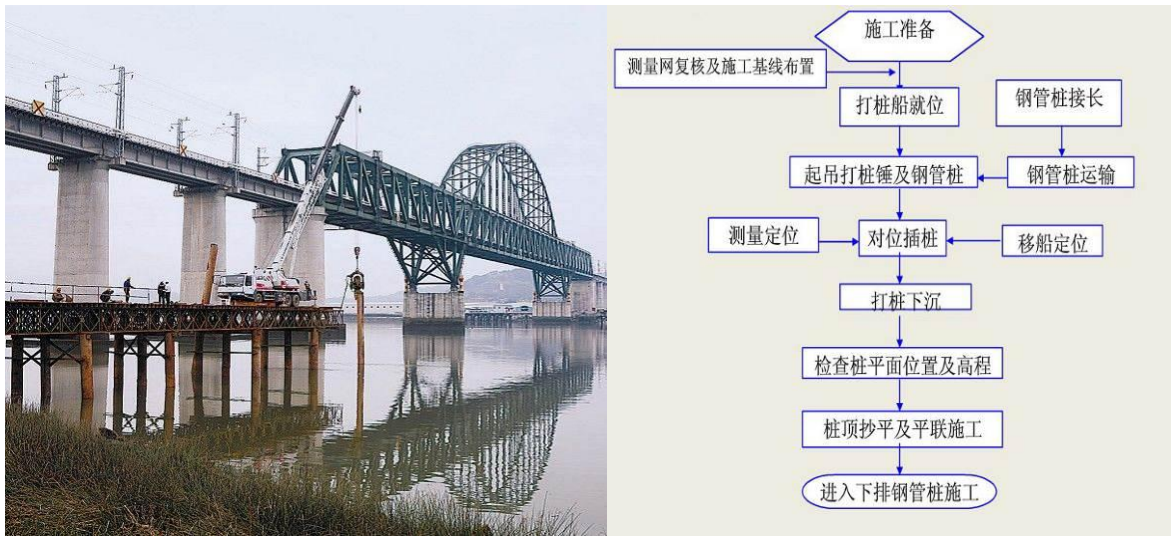 施工准备
测量网复核及施工基线布置
打桩船就位
钢管桩接长
起吊打桩锤及钢管桩
钢管桩运输
测量定位
对位插桩
移船定位
打桩下沉
检查桩平面位置及高程
桩顶抄平及平联施工
进入下排钢管桩施工